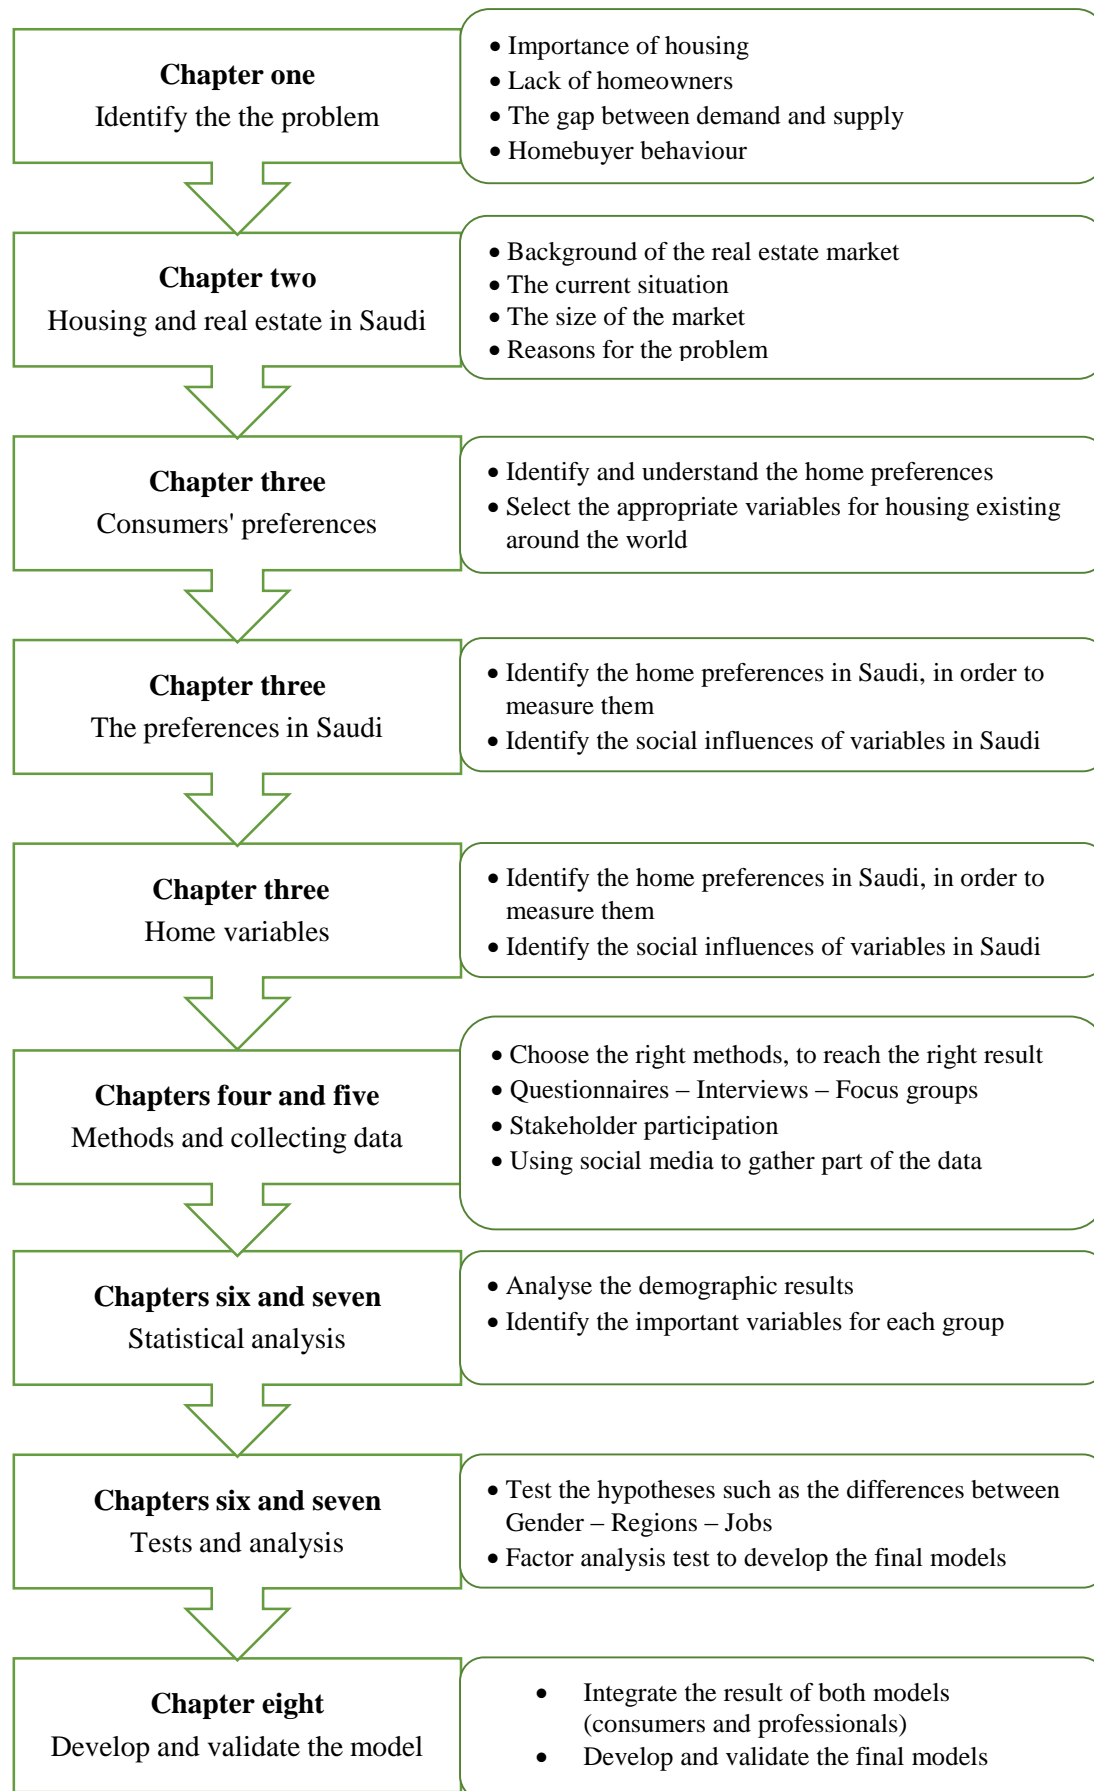 Chapter one
Identify the the problem
• Importance of housing
• Lack of homeowners
• The gap between demand and supply
• Homebuyer behaviour
Chapter two
Housing and real estate in Saudi
• Background of the real estate market
• The current situation
• The size of the market
• Reasons for the problem
Chapter three
Consumers' preferences
• Identify and understand the home preferences
• Select the appropriate variables for housing existing
around the world
Chapter three
The preferences in Saudi
• Identify the home preferences in Saudi, in order to
measure them
• Identify the social influences of variables in Saudi
Chapter three
Home variables
• Identify the home preferences in Saudi, in order to
measure them
• Identify the social influences of variables in Saudi
Chapters four and five
Methods and collecting data
• Choose the right methods, to reach the right result
• Questionnaires – Interviews – Focus groups
• Stakeholder participation
• Using social media to gather part of the data
Chapters six and seven
Statistical analysis
• Analyse the demographic results
• Identify the important variables for each group
Chapters six and seven
Tests and analysis
• Test the hypotheses such as the differences between
Gender – Regions – Jobs
• Factor analysis test to develop the final models
Chapter eight
Develop and validate the model
• Integrate the result of both models
(consumers and professionals)
• Develop and validate the final models